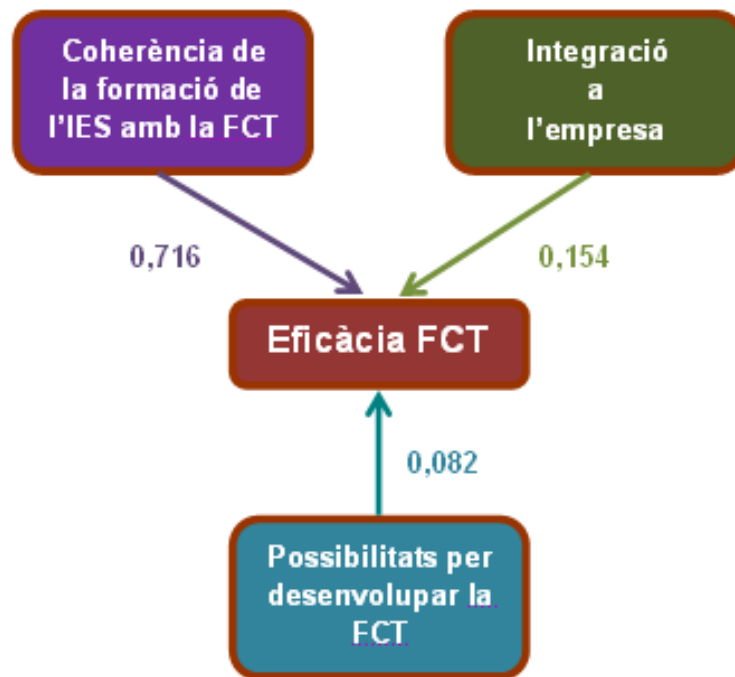 Coherència de
la formació de
l'IES amb la FCT
Integració
a
l'empresa
0,716
0,154
Eficàcia FCT
0,082
Possibilitats per
desenvolupar la
FCT